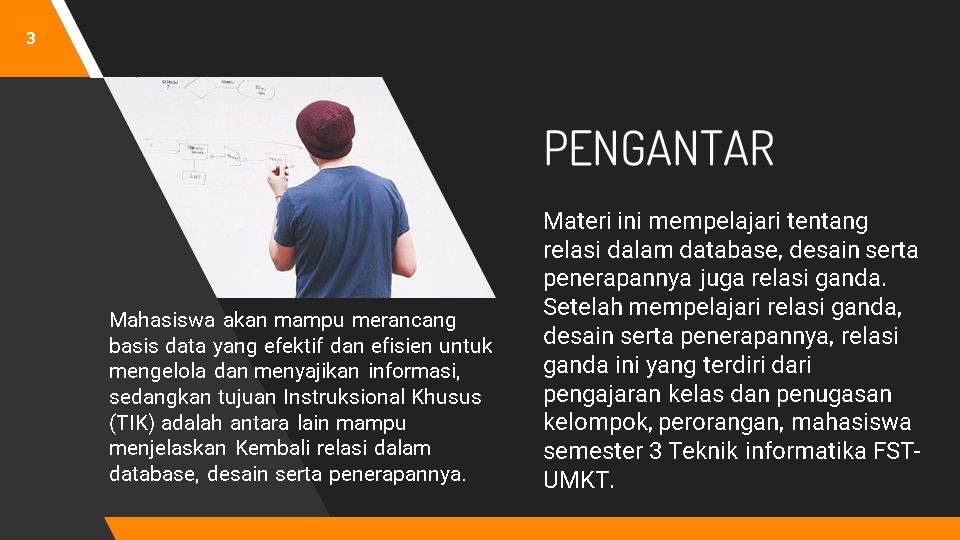 3
PENGANTAR
Materi ini mempelajari tentang
relasi dalam database, desain serta
penerapannya juga relasi ganda.
Setelah mempelajari relasi ganda,
desain serta penerapannya, relasi
ganda ini yang terdiri dari
pengajaran kelas dan penugasan
kelompok, perorangan, mahasiswa
semester 3 Teknik informatika FST-
UMKT.
Mahasiswa akan mampu merancang
basis data yang efektif dan efisien untuk
mengelola dan menyajikan informasi,
sedangkan tujuan Instruksional Khusus
(TIK) adalah antara lain mampu
menjelaskan Kembali relasi dalam
database, desain serta penerapannya.